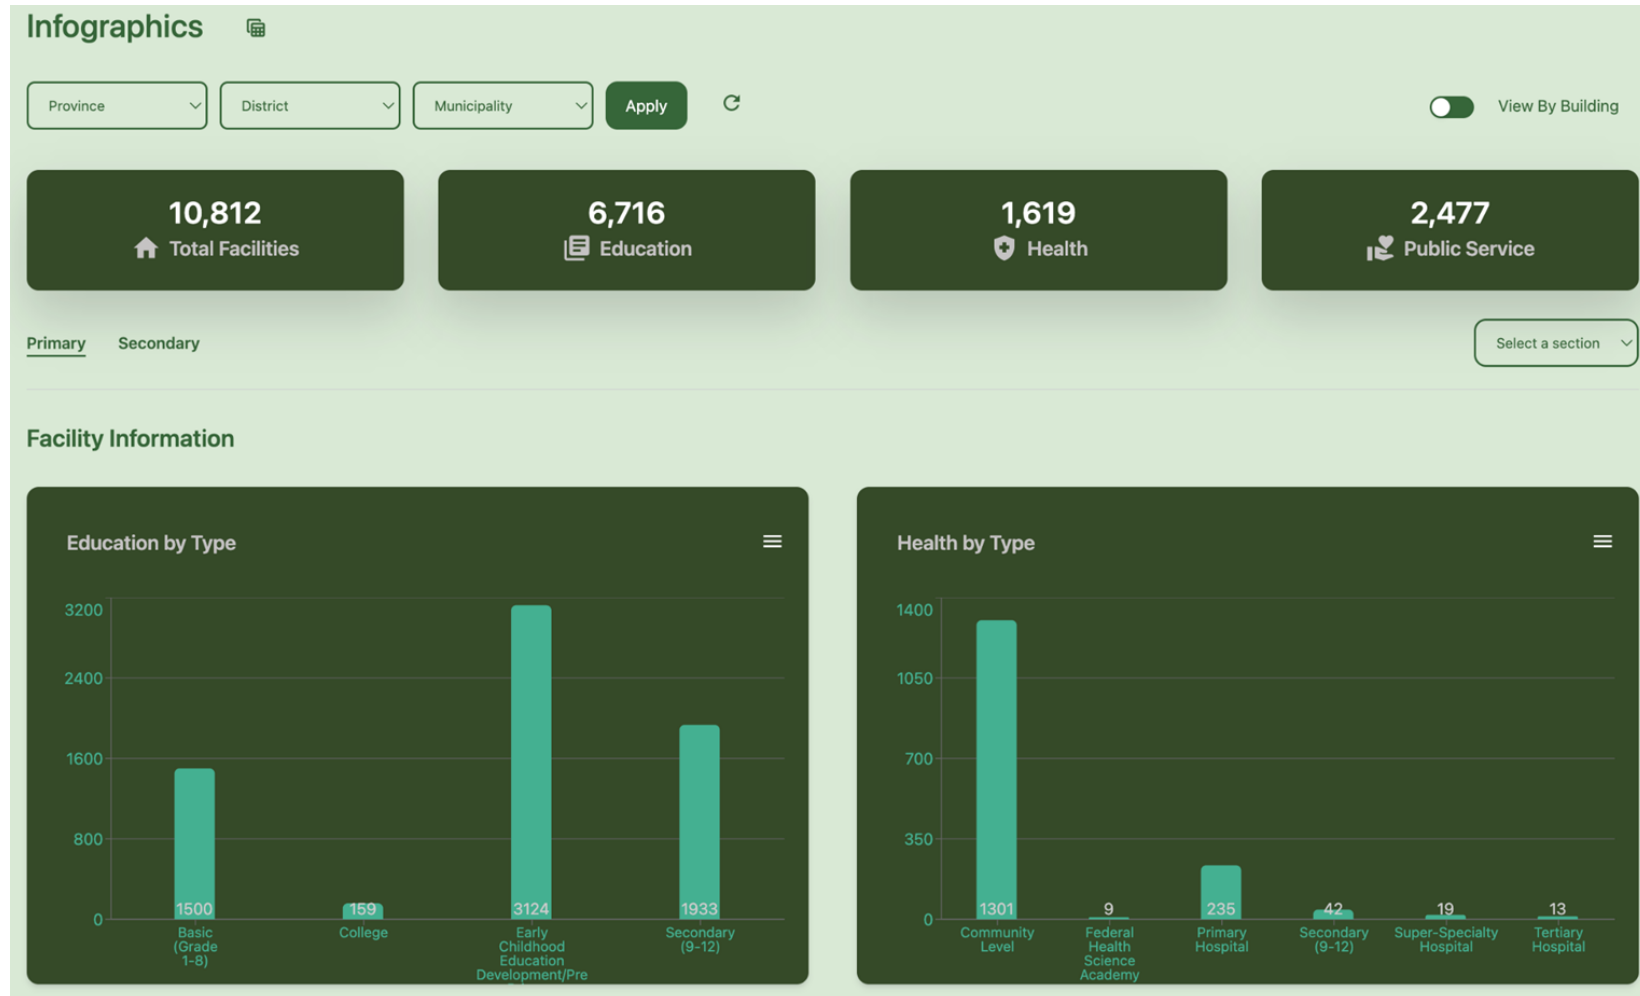 Infographics
Province
District
Municipality
Apply
View By Building
10,812
Total Facilities
6,716
Education
1,619
Health
2,477
Public Service
Primary
Secondary
Select a section
Facility Information
Education by Type
3200
2400
1600
800
0
1500
159
3124
1933
Basic
(Grade
1-8)
College
Early
Childhood
Education
Development/Pre
Secondary
(9-12)
Health by Type
1400
1050
700
350
0
1301
9
235
42
19
13
Community
Level
Federal
Health
Science
Academy
Primary
Hospital
Secondary
(9-12)
Super-Specialty
Hospital
Tertiary
Hospital